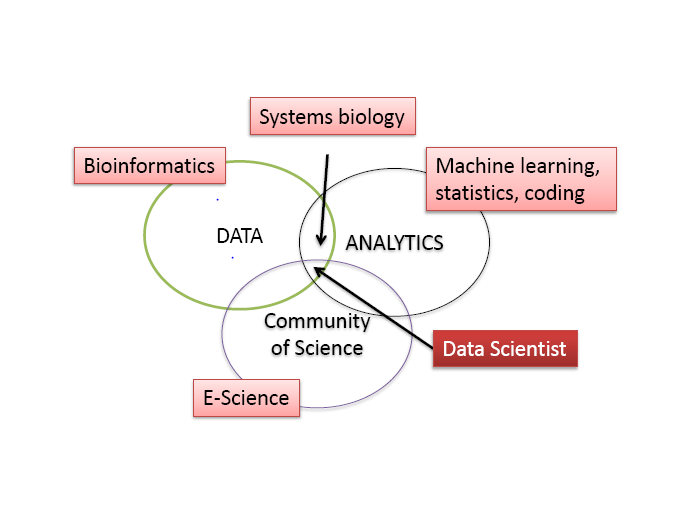 Systems biology
Bioinformatics
Machine learning,
statistics, coding
DATA
ANALYTICS
Community
of Science
Data Scientist
E-Science